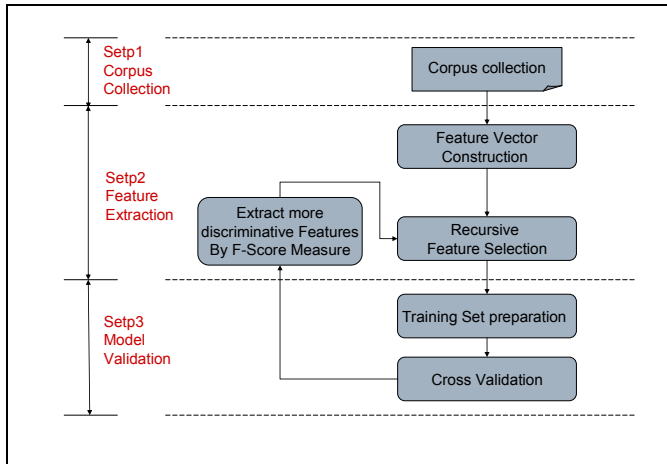 Setp1
Corpus
Collection
Corpus collection
Feature Vector
Construction
Setp2
Feature
Extraction
Extract more
discriminative Features
By F-Score Measure
Recursive
Feature Selection
Setp3
Model
Validation
Training Set preparation
Cross Validation